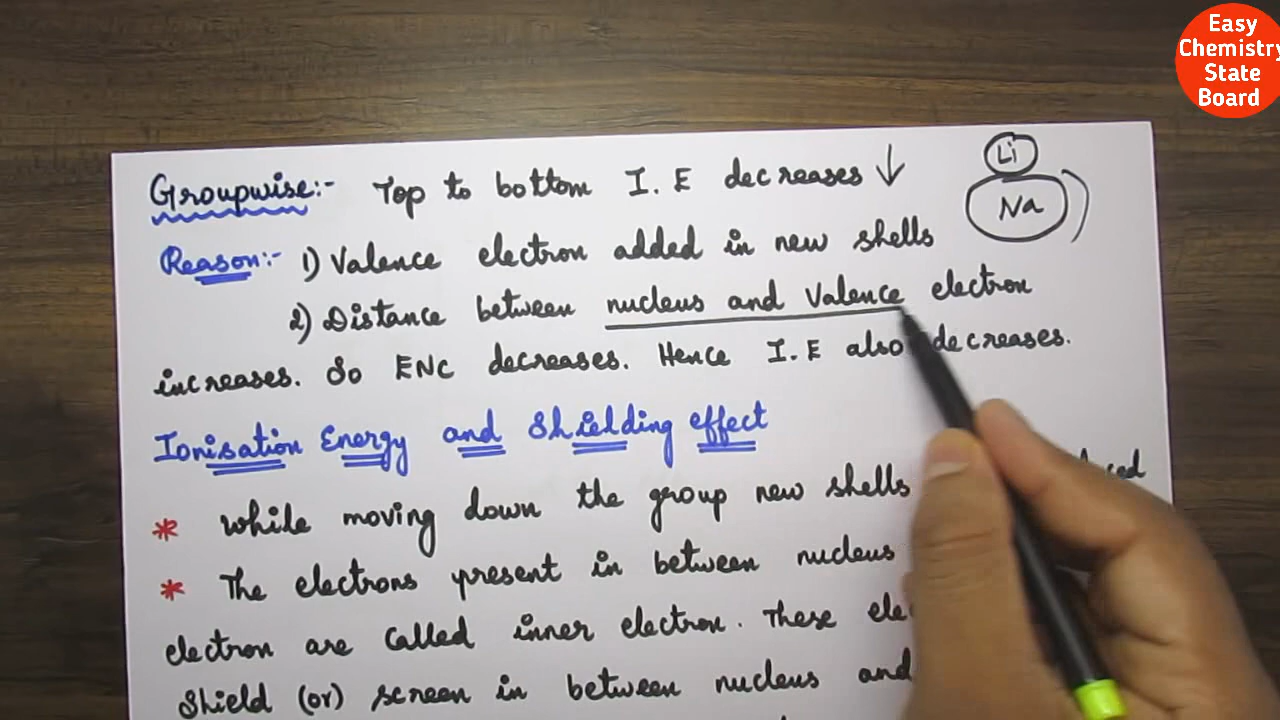 Easy
Chemistry
State
Board
Li
Na
Groupwise:- Top to bottom I.E decreases ↓
Reason:- 1) Valence electron added in new shells
2) Distance between nucleus and Valence electron
increases. So ENC decreases. Hence I.E also decreases.
Ionisation Energy and Shielding effect
* While moving down the group new shells
* The electrons present in between nucleus
electron are called inner electron. These
Shield (or) screen in between nucleus and